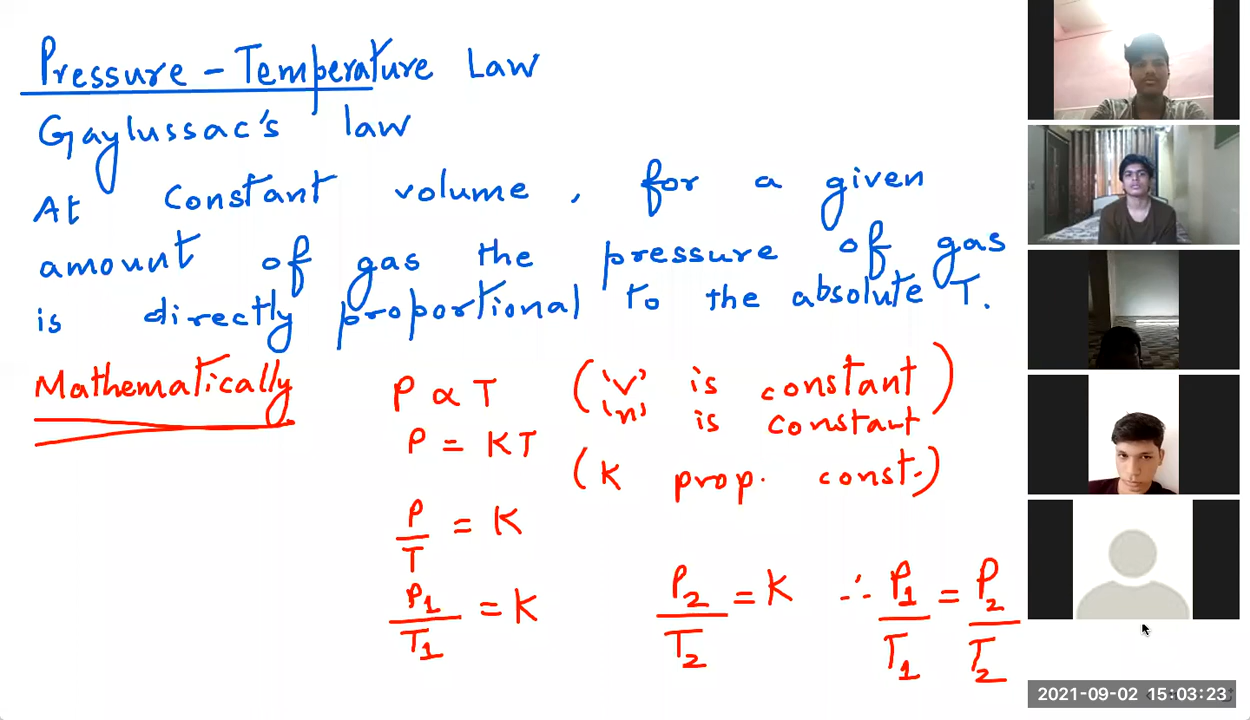 Pressure - Temperature Law
Gaylussac's law
At constant volume, for a given
amount of gas the pressure of gas
is directly proportional to the absolute T.
Mathematically P ∝ T ('v' is constant
'n' is constant)
P = KT
(K prop. const.)
P/T = K
P₁/T₁ = K P₂/T₂ = K ∴ P₁/T₁ = P₂/T₂
2021-09-02 15:03:23